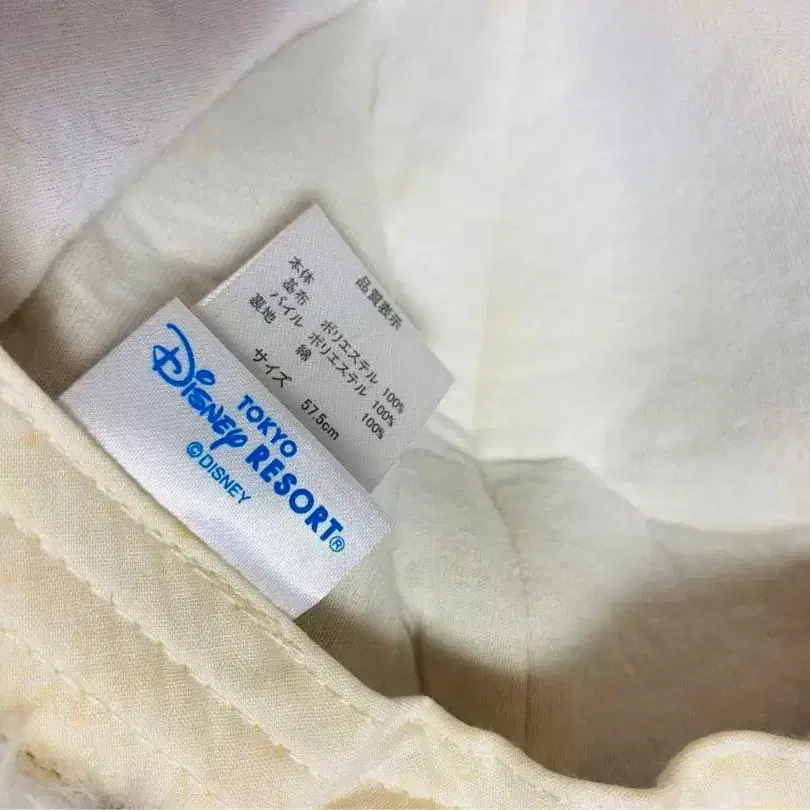 品質表示
本体
基布 ポリエステル 100%
パイル ポリエステル 100%
裏地 綿 100%
サイズ 57.5cm
TOKYO
DISNEY RESORT®
©DISNEY